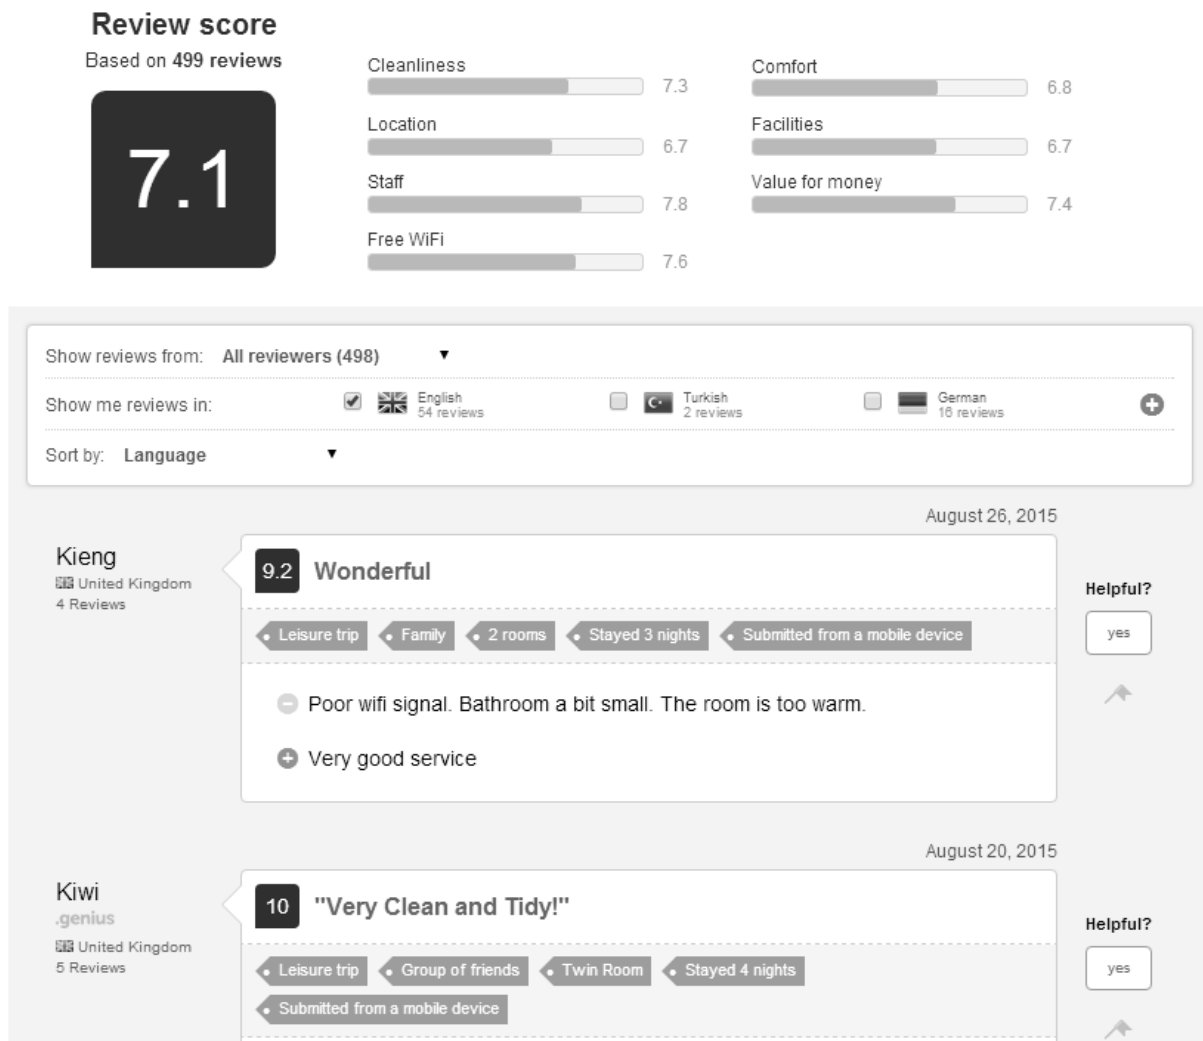 Review score
Based on 499 reviews
7.1
Cleanliness
7.3
Comfort
6.8
Location
6.7
Facilities
6.7
Staff
7.8
Value for money
7.4
Free WiFi
7.6
Show reviews from: All reviewers (498)
Show me reviews in:
English
54 reviews
Turkish
2 reviews
German
16 reviews
Sort by: Language
August 26, 2015
Kieng
United Kingdom
4 Reviews
9.2 Wonderful
Leisure trip Family 2 rooms Stayed 3 nights Submitted from a mobile device
Poor wifi signal. Bathroom a bit small. The room is too warm.
Very good service
Helpful?
yes
August 20, 2015
Kiwi
.genius
United Kingdom
5 Reviews
10 "Very Clean and Tidy!"
Leisure trip Group of friends Twin Room Stayed 4 nights
Submitted from a mobile device
Helpful?
yes